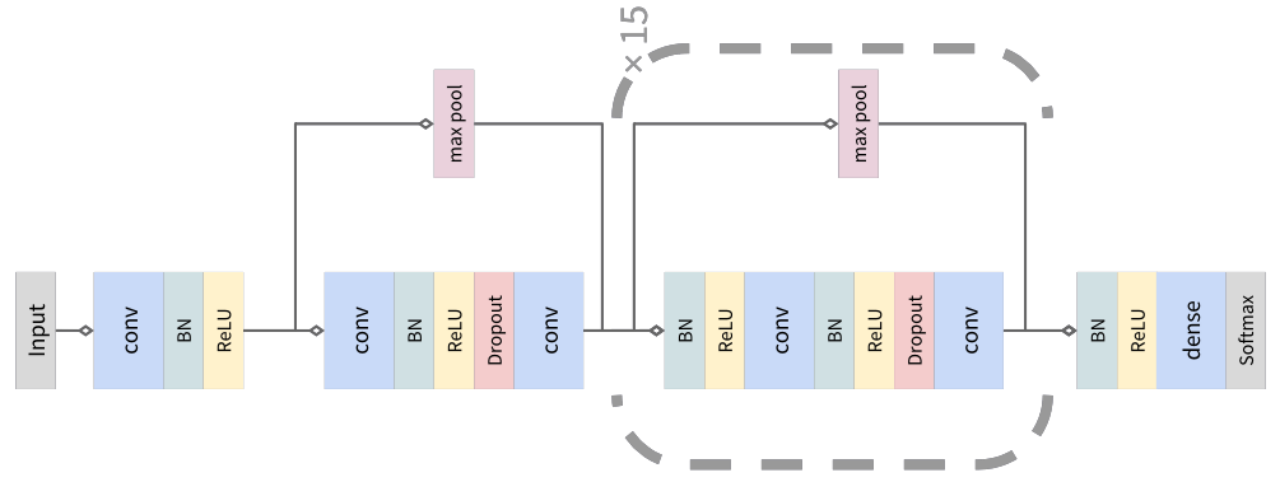 Input
conv
BN
ReLU
max pool
conv
BN
ReLU
Dropout
conv
× 15
max pool
BN
ReLU
conv
BN
ReLU
Dropout
conv
BN
ReLU
dense
Softmax